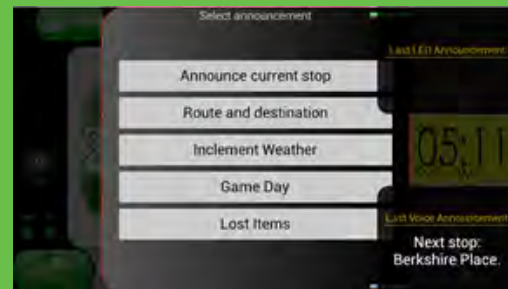 Select announcement
Last LED Announcement
Announce current stop
Route and destination
Inclement Weather
Game Day
Lost Items
05:11
Last Voice Announcement
Next stop:
Berkshire Place.